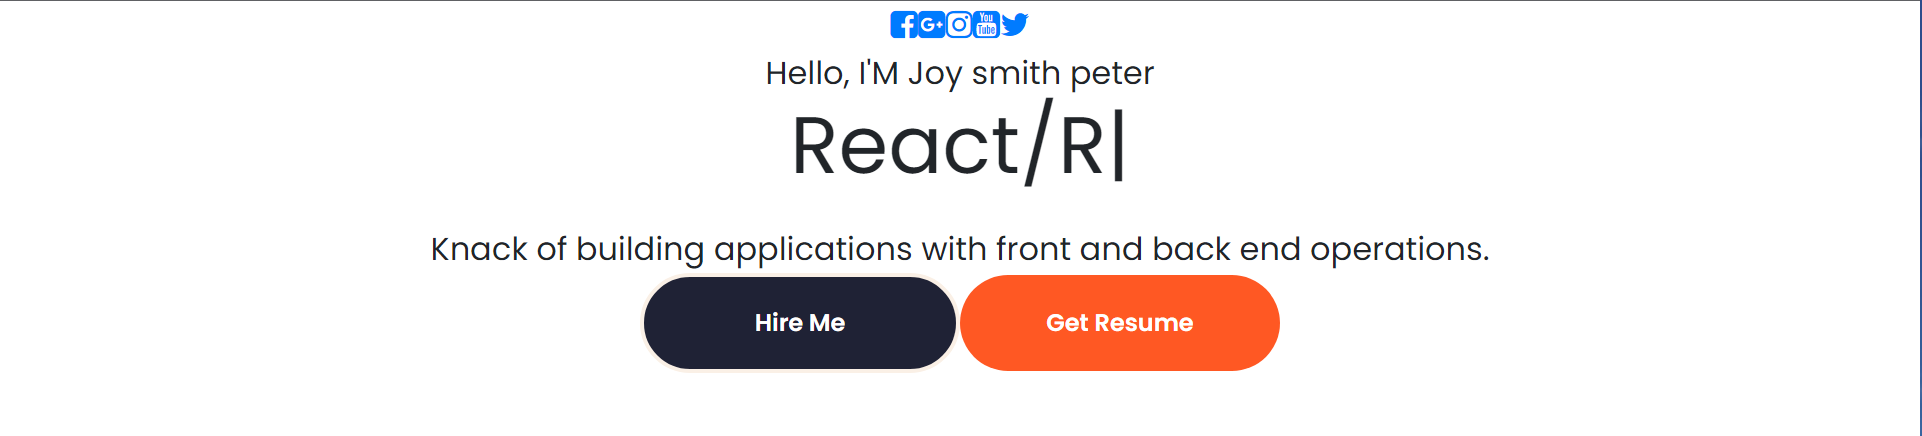 f G+ You Tube
Hello, I'M Joy smith peter
React/R|
Knack of building applications with front and back end operations.
Hire Me Get Resume